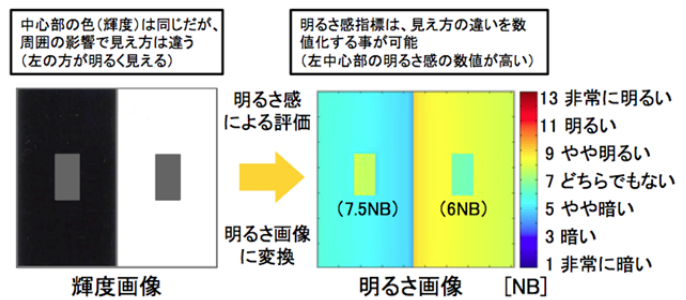 中心部の色(輝度)は同じだが、
周囲の影響で見え方は違う
(左の方が明るく見える)
明るさ感指標は、見え方の違いを数
値化する事が可能
(左中心部の明るさ感の数値が高い)
明るさ感
による評価
明るさ画像
に変換
(7.5NB)
(6NB)
13 非常に明るい
11 明るい
9 やや明るい
7 どちらでもない
5 やや暗い
3 暗い
1 非常に暗い
輝度画像
明るさ画像
[NB]